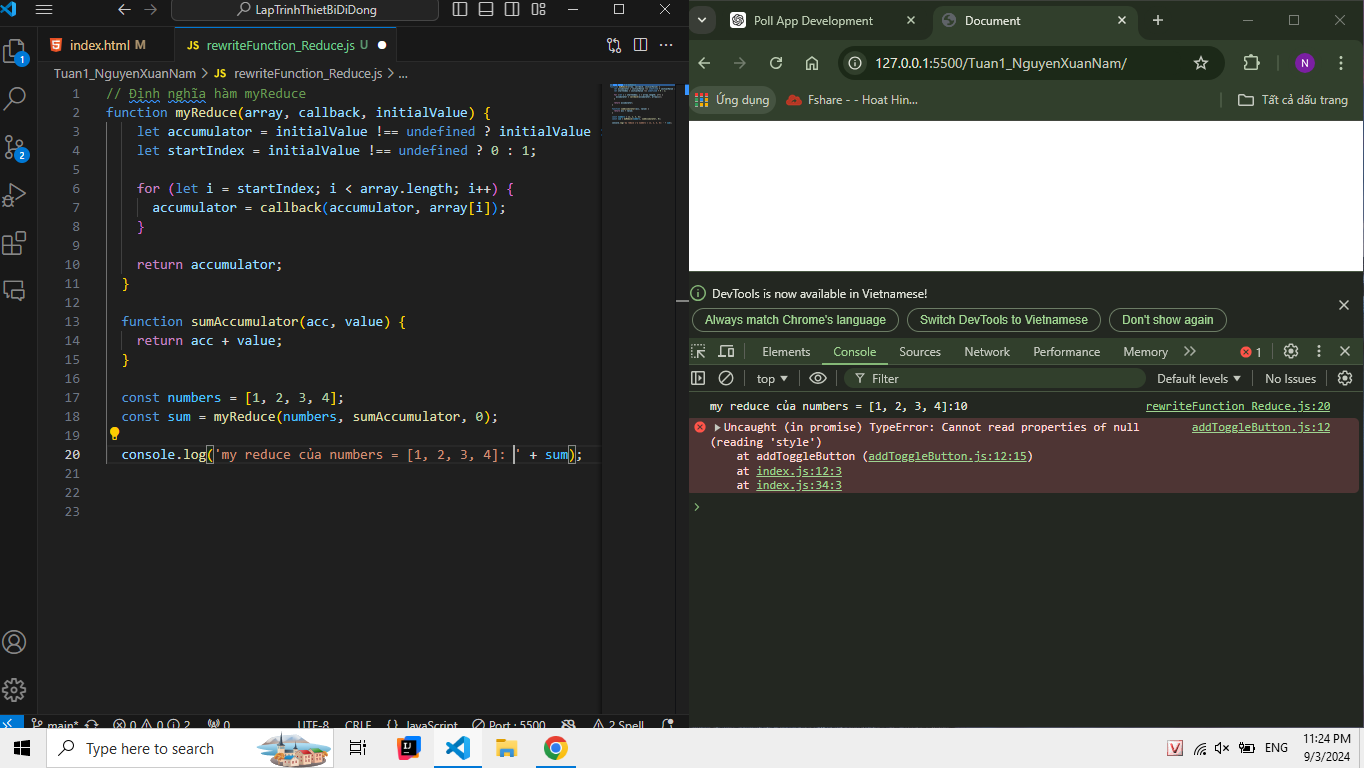 LapTrinhThietBiDiDong
index.html M
JS rewriteFunction_Reduce.js U
Tuan1_NguyenXuanNam > JS rewriteFunction_Reduce.js > ...
1 // Định nghĩa hàm myReduce
2 function myReduce(array, callback, initialValue) {
3 let accumulator = initialValue !== undefined ? initialValue
4 let startIndex = initialValue !== undefined ? 0 : 1;
5
6 for (let i = startIndex; i < array.length; i++) {
7 accumulator = callback(accumulator, array[i]);
8 }
9
10 return accumulator;
11 }
12
13 function sumAccumulator(acc, value) {
14 return acc + value;
15 }
16
17 const numbers = [1, 2, 3, 4];
18 const sum = myReduce(numbers, sumAccumulator, 0);
19
20 console.log('my reduce của numbers = [1, 2, 3, 4]: ' + sum);
21
22
23
1
2
main* 0 0 2 0 UTF-8 CRLF {} JavaScript Port : 5500 2 Spell
Poll App Development
Document
127.0.0.1:5500/Tuan1_NguyenXuanNam/
N
Ứng dụng
Fshare - - Hoat Hin...
Tất cả dấu trang
DevTools is now available in Vietnamese!
Always match Chrome's language
Switch DevTools to Vietnamese
Don't show again
Elements Console Sources Network Performance Memory 1
top Filter Default levels No Issues
my reduce của numbers = [1, 2, 3, 4]:10 rewriteFunction_Reduce.js:20
Uncaught (in promise) TypeError: Cannot read properties of null addToggleButton.js:12
(reading 'style')
at addToggleButton (addToggleButton.js:12:15)
at index.js:12:3
at index.js:34:3
Type here to search
ENG
11:24 PM
9/3/2024